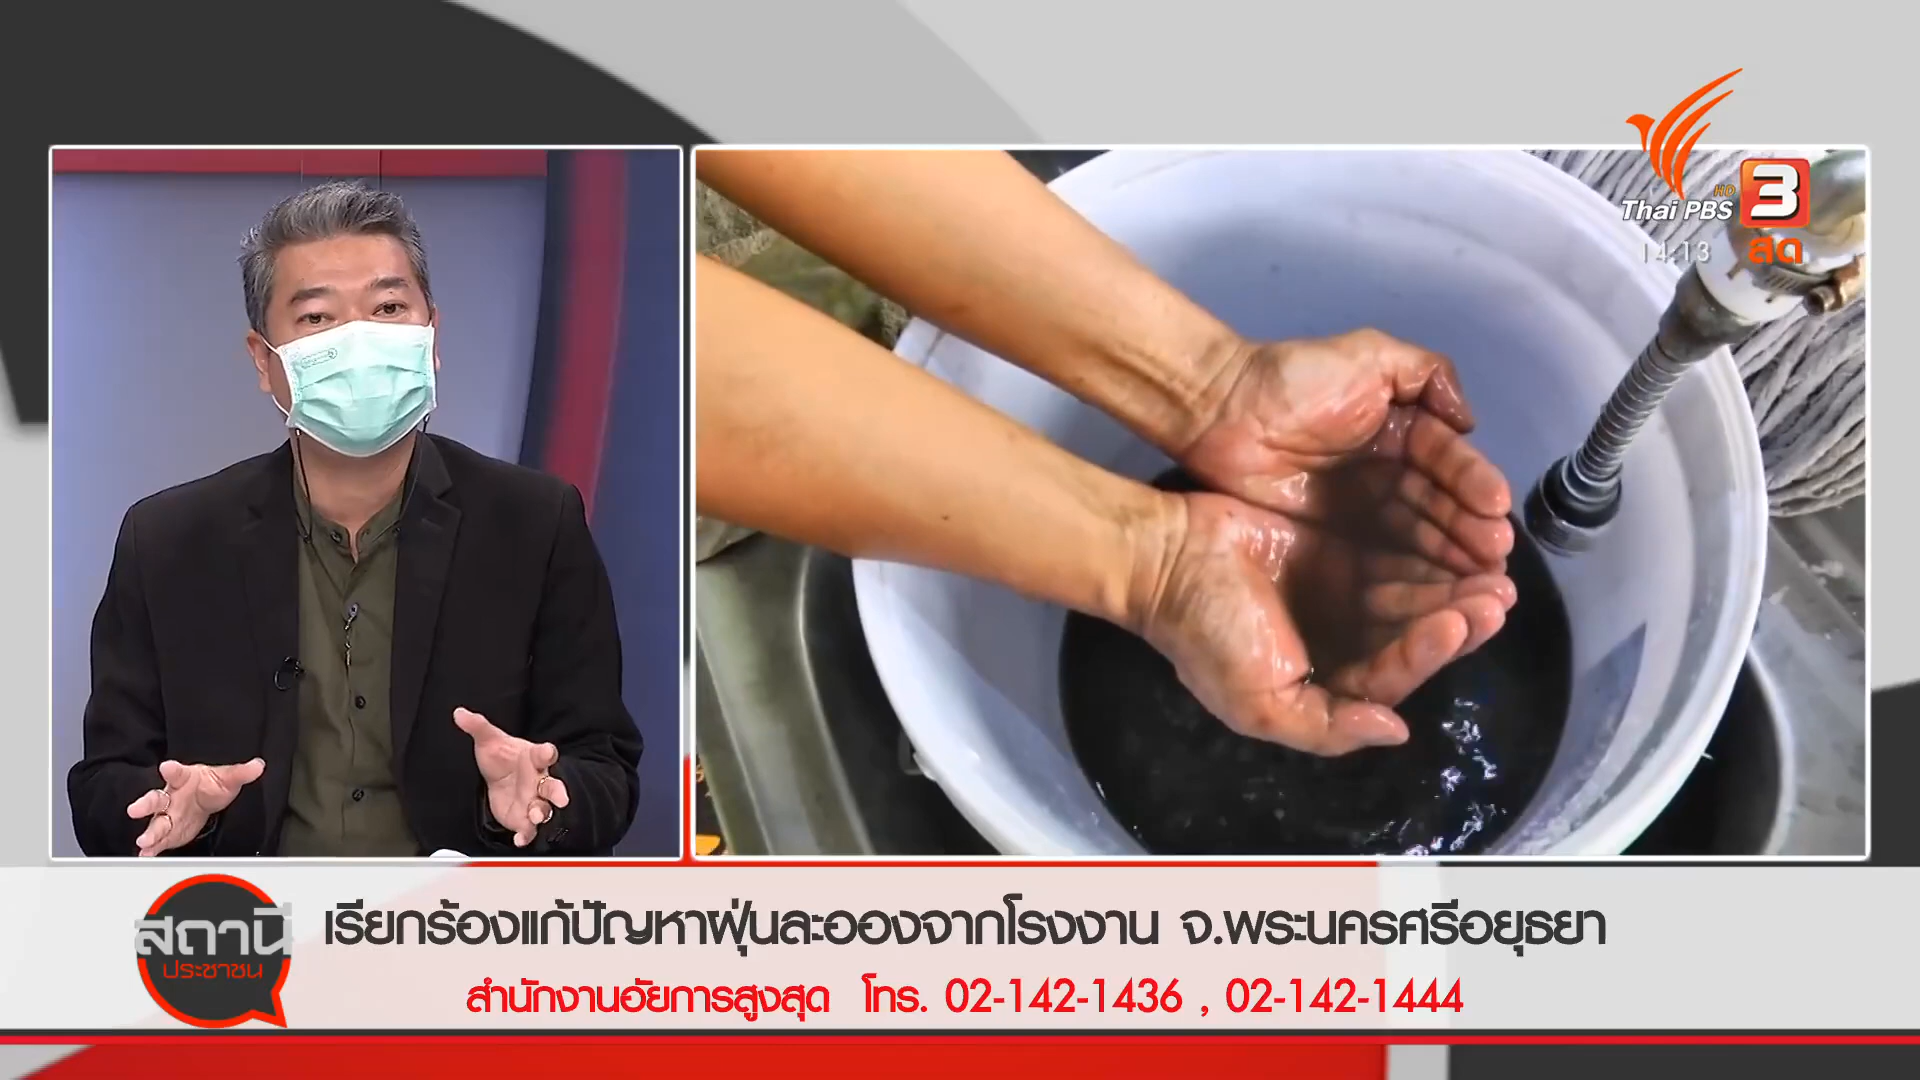 HD
Thai PBS 3
14:13 สด
สถานี
ประชาชน
เรียกร้องแก้ปัญหาฝุ่นละอองจากโรงงาน จ.พระนครศรีอยุธยา
สำนักงานอัยการสูงสุด โทร. 02-142-1436 , 02-142-1444